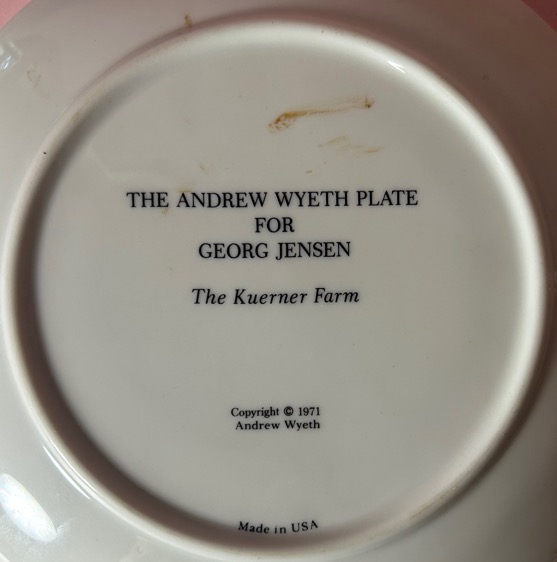 THE ANDREW WYETH PLATE
FOR
GEORG JENSEN
The Kuerner Farm
Copyright © 1971
Andrew Wyeth
Made in USA